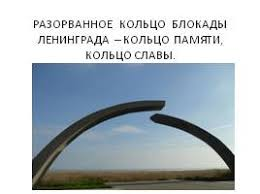 РАЗОРВАННОЕ КОЛЬЦО БЛОКАДЫ
ЛЕНИНГРАДА – КОЛЬЦО ПАМЯТИ,
КОЛЬЦО СЛАВЫ.